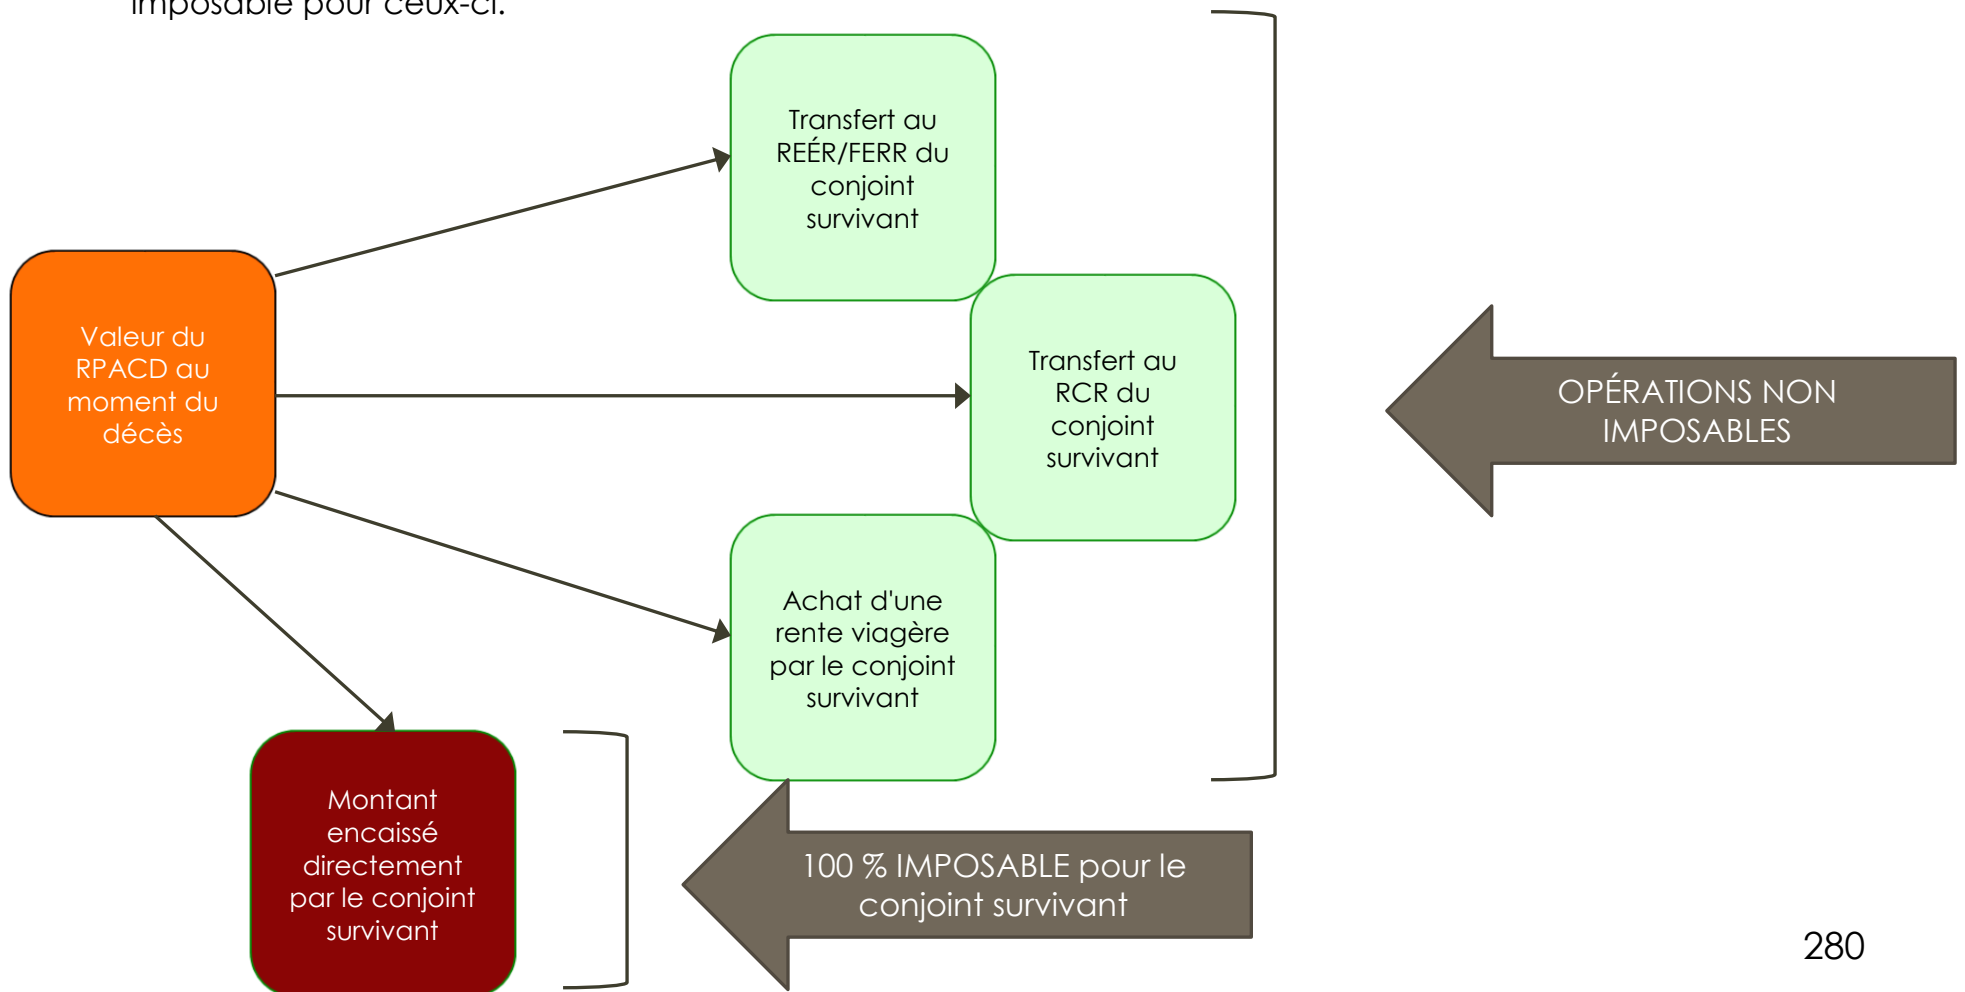 imposable pour ceux-ci.
Transfert au
REÉR/FERR du
conjoint
survivant
Valeur du
RPACD au
moment du
décès
Transfert au
RCR du
conjoint
survivant
OPÉRATIONS NON
IMPOSABLES
Achat d'une
rente viagère
par le conjoint
survivant
Montant
encaissé
directement
par le conjoint
survivant
100 % IMPOSABLE pour le
conjoint survivant
280